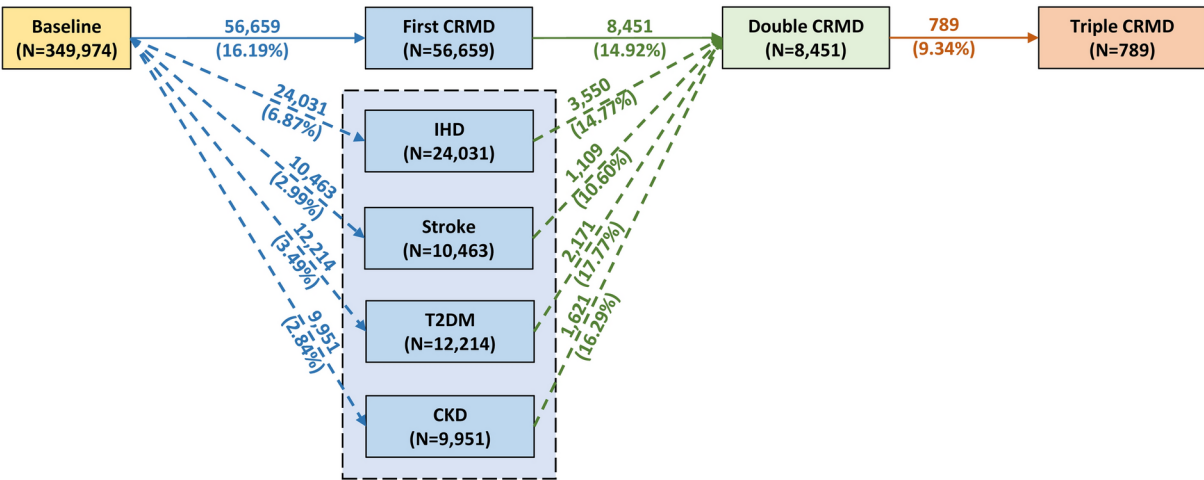 Baseline
(N=349,974)
56,659
(16.19%)
First CRMD
(N=56,659)
8,451
(14.92%)
Double CRMD
(N=8,451)
789
(9.34%)
Triple CRMD
(N=789)
24,031
(6.87%)
IHD
(N=24,031)
3,550
(14.77%)
10,463
(2.99%)
Stroke
(N=10,463)
1,109
(10.60%)
12,214
(3.49%)
T2DM
(N=12,214)
2,171
(17.77%)
9,951
(2.84%)
CKD
(N=9,951)
1,621
(16.29%)